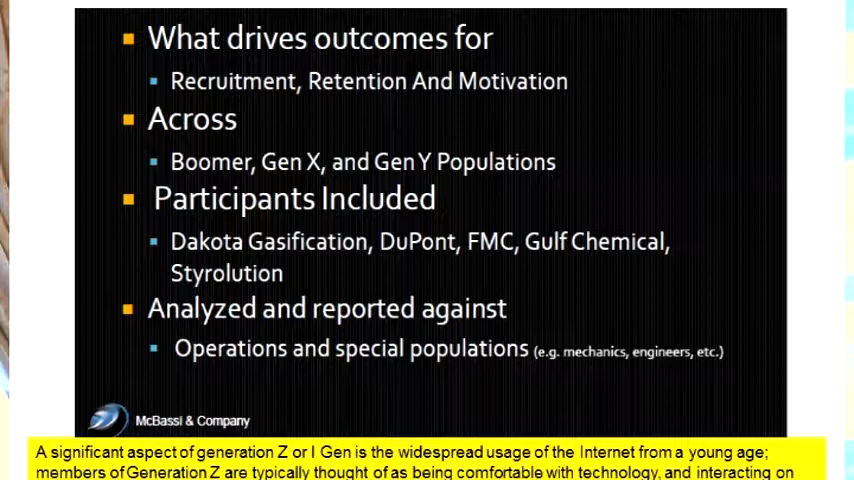 What drives outcomes for
Recruitment, Retention And Motivation
Across
Boomer, Gen X, and Gen Y Populations
Participants Included
Dakota Gasification, DuPont, FMC, Gulf Chemical,
Styrolution
Analyzed and reported against
Operations and special populations (e.g. mechanics, engineers, etc.)
McBassi & Company
A significant aspect of generation Z or I Gen is the widespread usage of the Internet from a young age;
members of Generation Z are typically thought of as being comfortable with technology, and interacting on